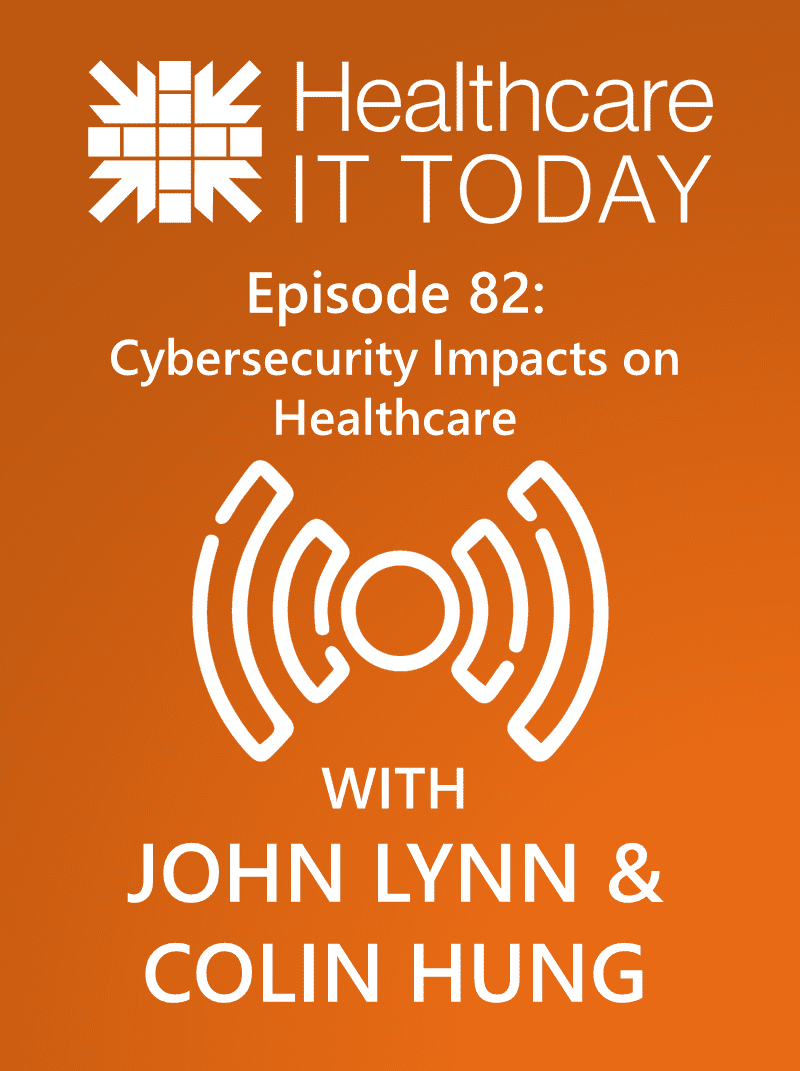 Healthcare
IT TODAY
Episode 82:
Cybersecurity Impacts on
Healthcare
WITH
JOHN LYNN &
COLIN HUNG